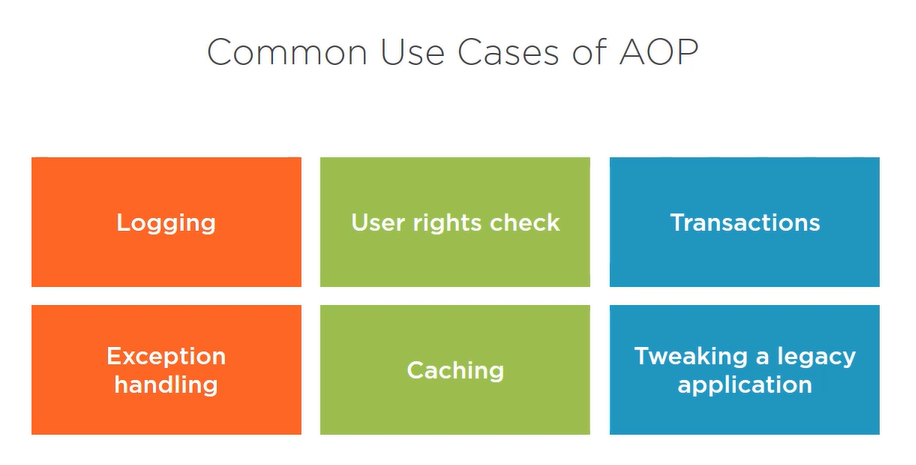 Common Use Cases of AOP
Logging
User rights check
Transactions
Exception
handling
Caching
Tweaking a legacy
application